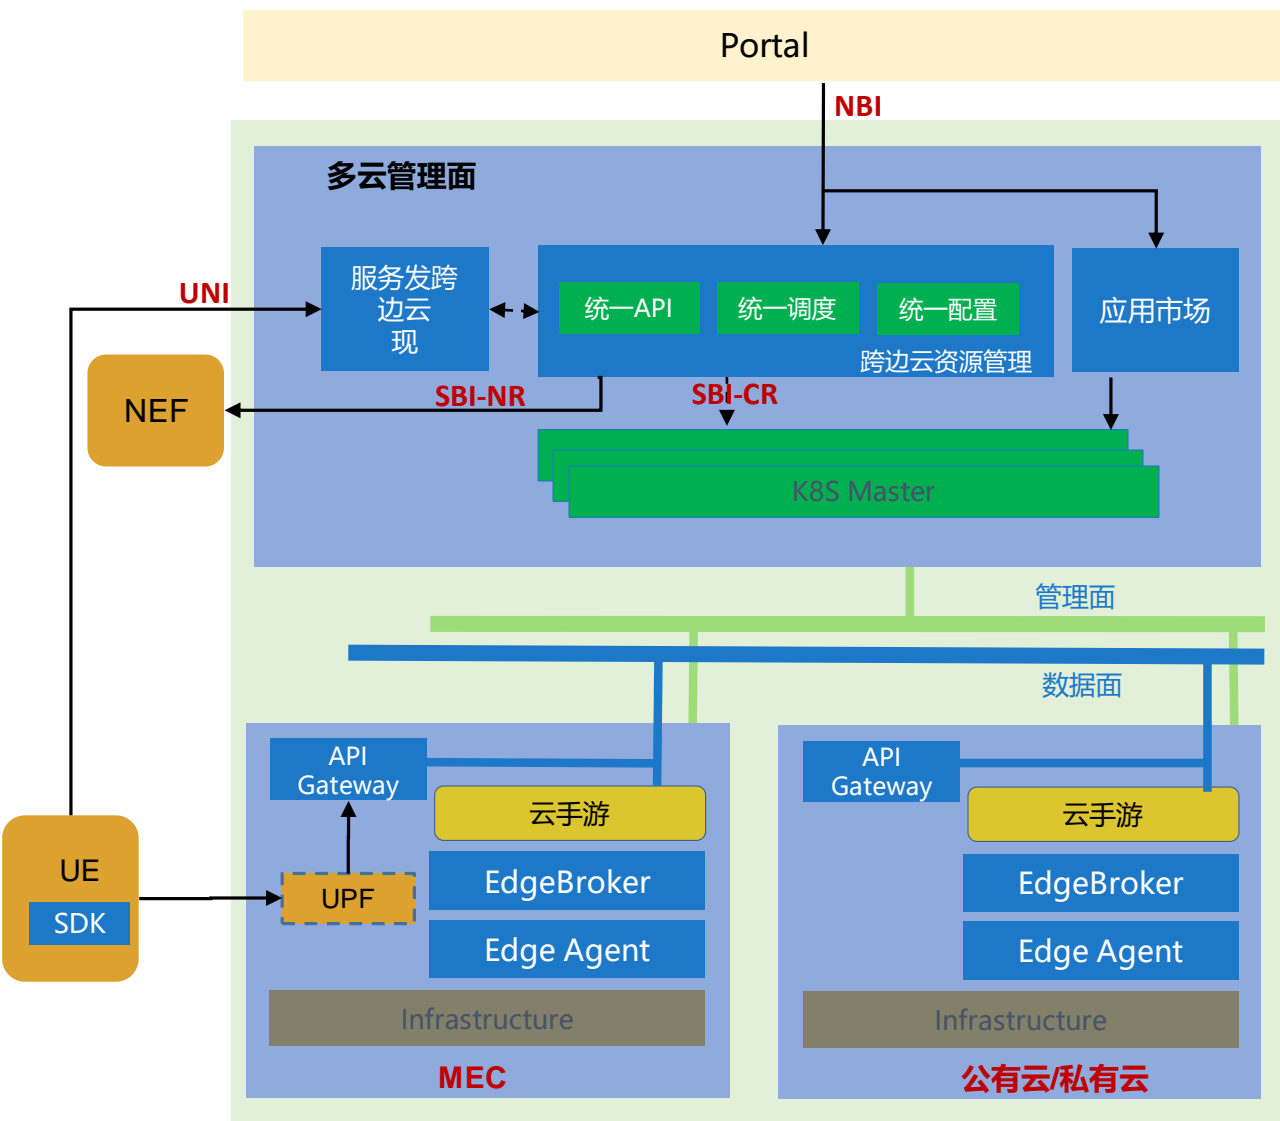 Portal
NBI
多云管理面
UNI
服务发跨
边云
现
统一API
统一调度
统一配置
跨边云资源管理
应用市场
NEF
SBI-NR
SBI-CR
K8S Master
管理面
数据面
API
Gateway
云手游
UPF
EdgeBroker
Edge Agent
Infrastructure
MEC
API
Gateway
云手游
EdgeBroker
Edge Agent
Infrastructure
公有云/私有云
UE
SDK